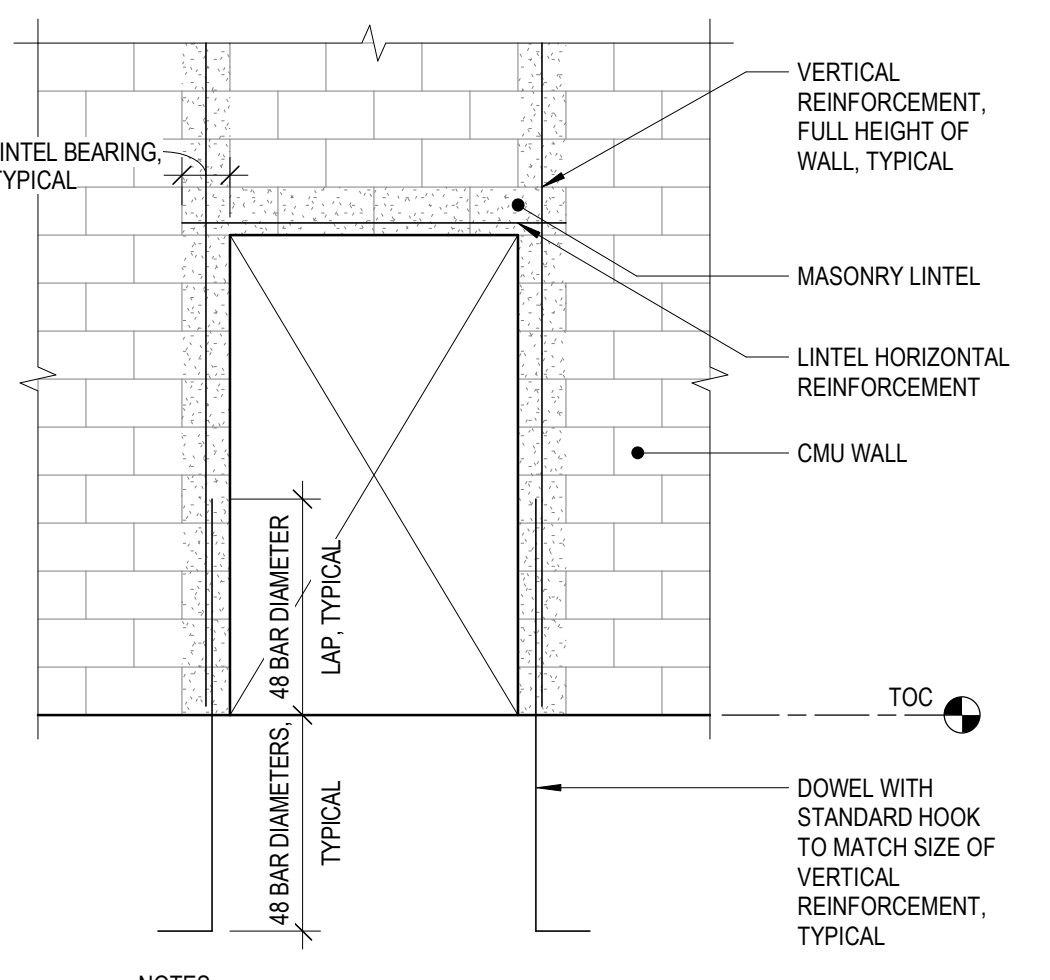 VERTICAL
REINFORCEMENT,
FULL HEIGHT OF
WALL, TYPICAL
INTEL BEARING,
TYPICAL
MASONRY LINTEL
LINTEL HORIZONTAL
REINFORCEMENT
CMU WALL
48 BAR DIAMETER
LAP, TYPICAL
TOC
48 BAR DIAMETERS,
TYPICAL
DOWEL WITH
STANDARD HOOK
TO MATCH SIZE OF
VERTICAL
REINFORCEMENT,
TYPICAL
NOTES